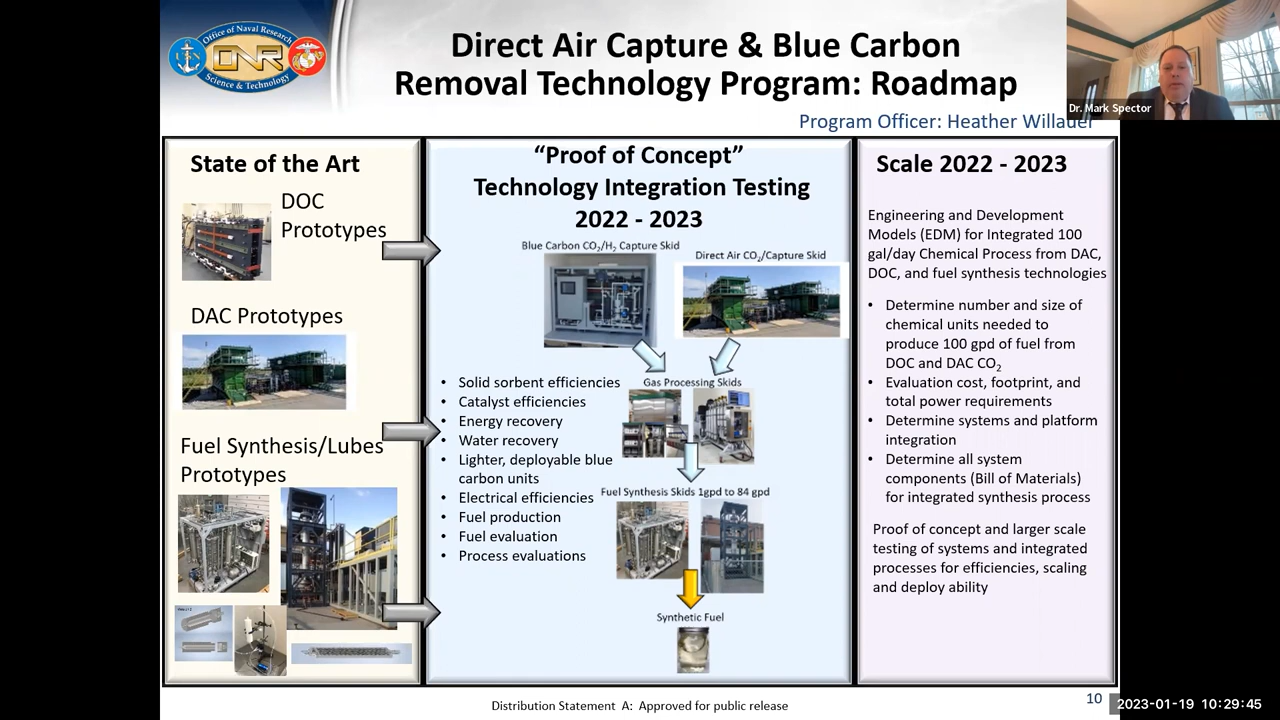 Office of Naval Research
ONR
Science & Technology
Direct Air Capture & Blue Carbon
Removal Technology Program: Roadmap
Dr. Mark Spector
Program Officer: Heather Willauer
State of the Art
DOC
Prototypes
DAC Prototypes
Fuel Synthesis/Lubes
Prototypes
“Proof of Concept”
Technology Integration Testing
2022 - 2023
Blue Carbon CO₂/H₂ Capture Skid
Direct Air CO₂/Capture Skid
• Solid sorbent efficiencies
• Catalyst efficiencies
• Energy recovery
• Water recovery
• Lighter, deployable blue
carbon units
• Electrical efficiencies
• Fuel production
• Fuel evaluation
• Process evaluations
Gas Processing Skids
Fuel Synthesis Skids 1gpd to 84 gpd
Synthetic Fuel
Scale 2022 - 2023
Engineering and Development
Models (EDM) for Integrated 100
gal/day Chemical Process from DAC,
DOC, and fuel synthesis technologies
• Determine number and size of
chemical units needed to
produce 100 gpd of fuel from
DOC and DAC CO₂
• Evaluation cost, footprint, and
total power requirements
• Determine systems and platform
integration
• Determine all system
components (Bill of Materials)
for integrated synthesis process
Proof of concept and larger scale
testing of systems and integrated
processes for efficiencies, scaling
and deploy ability
Distribution Statement A: Approved for public release
10
2023-01-19 10:29:45